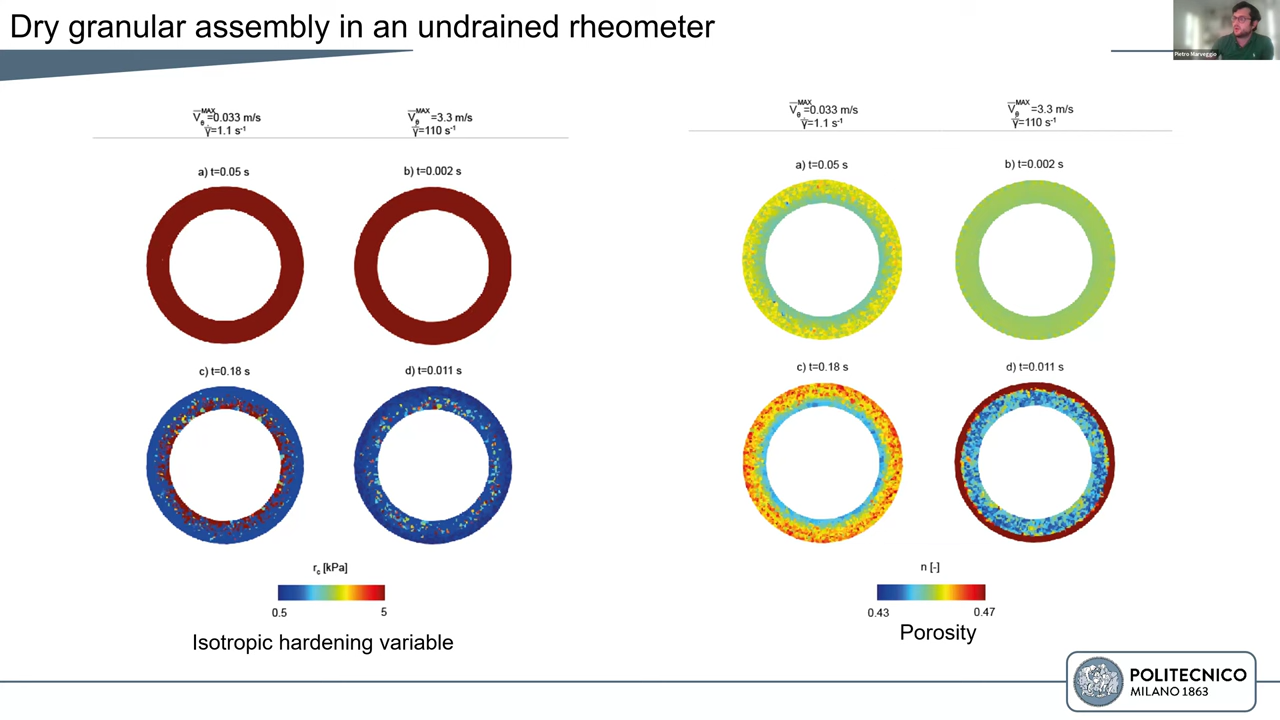 Dry granular assembly in an undrained rheometer
Pietro Marveggio
V̅θMAX=0.033 m/s
γ̇=1.1 s-1
V̅θMAX=3.3 m/s
γ̇=110 s-1
a) t=0.05 s
b) t=0.002 s
c) t=0.18 s
d) t=0.011 s
rc [kPa]
0.5
5
Isotropic hardening variable
V̅θMAX=0.033 m/s
γ̇=1.1 s-1
V̅θMAX=3.3 m/s
γ̇=110 s-1
a) t=0.05 s
b) t=0.002 s
c) t=0.18 s
d) t=0.011 s
n [-]
0.43
0.47
Porosity
POLITECNICO
MILANO 1863